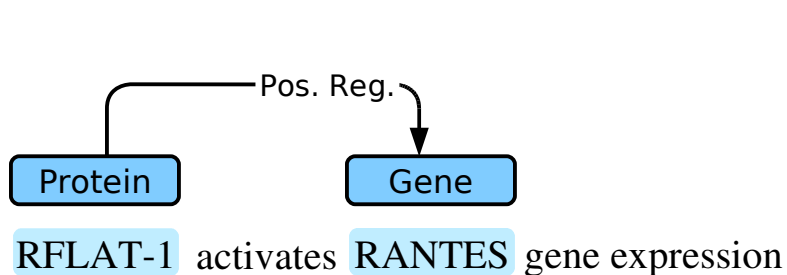 Pos. Reg.
Protein Gene
RFLAT-1 activates RANTES gene expression